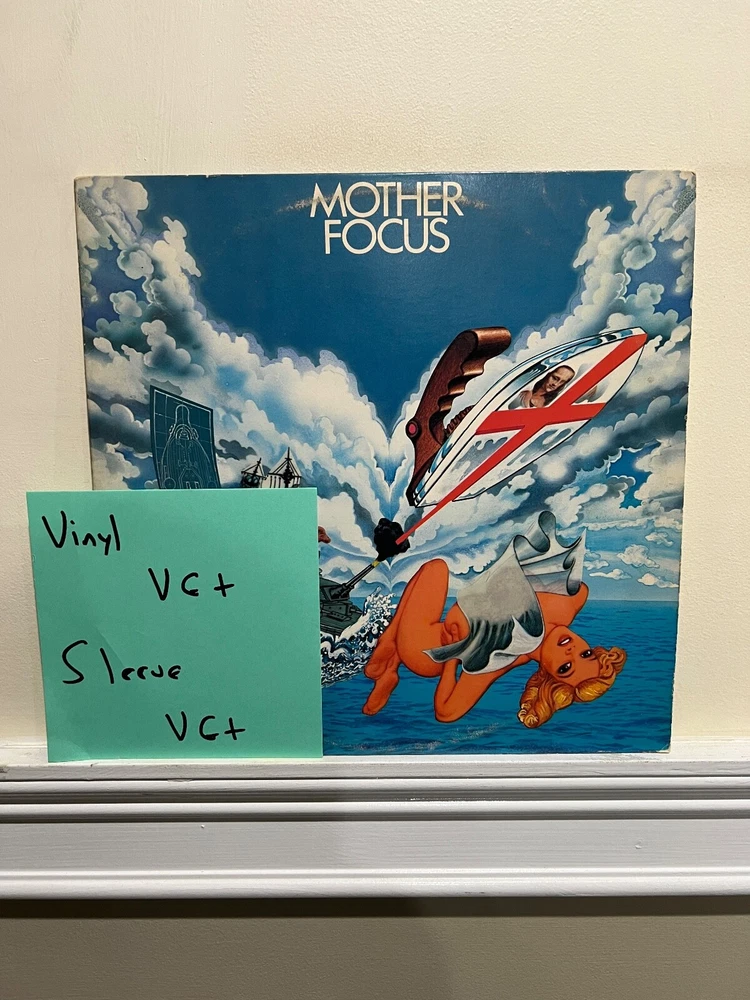 MOTHER
FOCUS
Vinyl
VG+
Sleeve
VG+